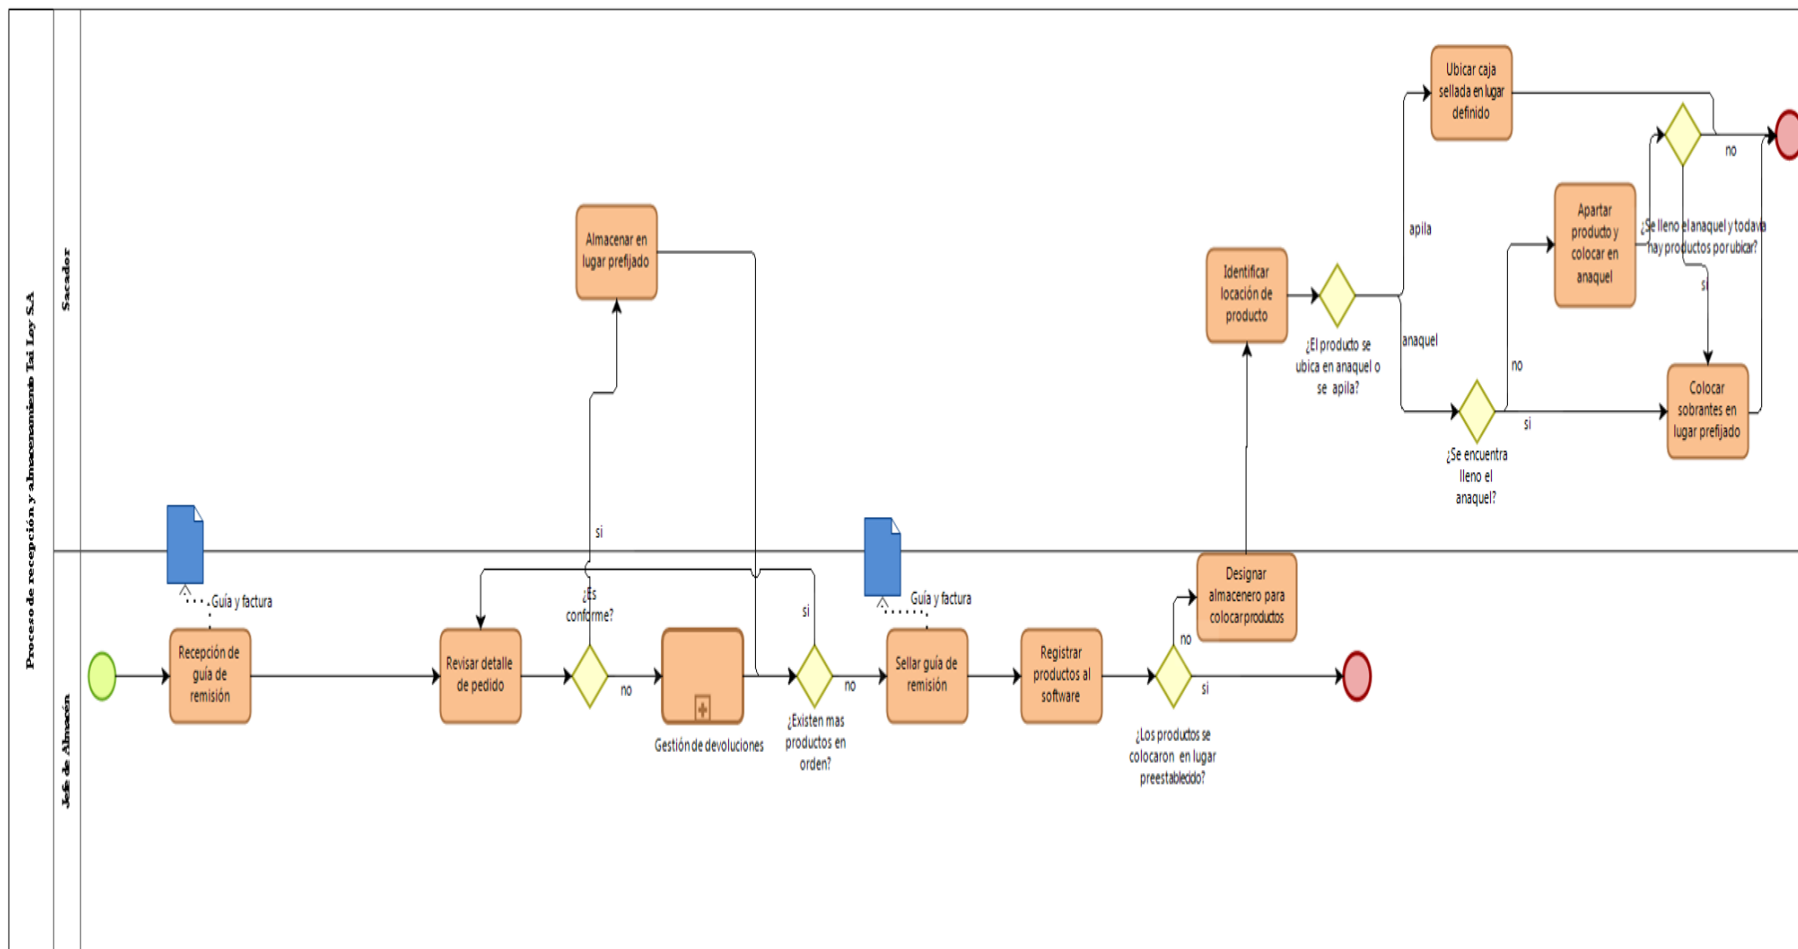 Proceso de recepción y almacenamiento Tai Loy S.A
Sacador
Jefe de Almacén
Ubicar caja
sellada en lugar
definido
no
Apartar
producto y
colocar en
anaquel
¿Se lleno el anaquel y todavia
hay productos por ubicar?
si
Almacenar en
lugar prefijado
apila
Identificar
locación de
producto
¿El producto se
ubica en anaquel o
se apila?
anaquel
no
Colocar
sobrantes en
lugar prefijado
si
¿Se encuentra
lleno el
anaquel?
si
Guía y factura
Recepción de
guía de
remisión
Revisar detalle
de pedido
¿Es
conforme?
no
Gestión de devoluciones
si
¿Existen mas
productos en
orden?
no
Guía y factura
Sellar guía de
remisión
Registrar
productos al
software
¿Los productos se
colocaron en lugar
preestablecido?
no
si
Designar
almacenero para
colocar productos